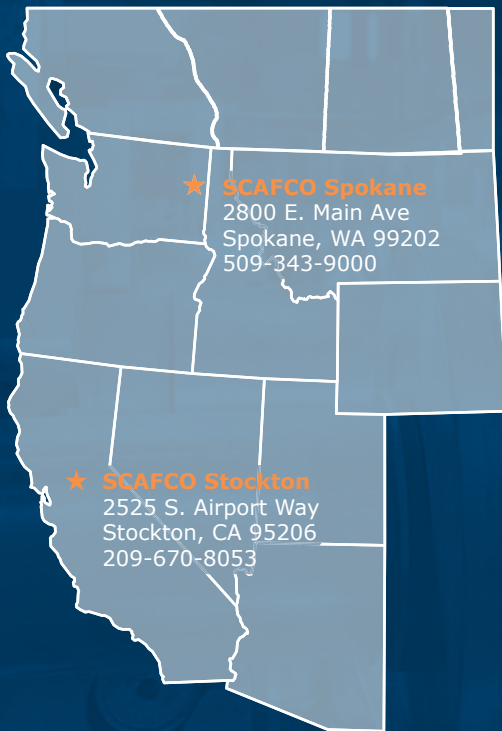 SCAFCO Spokane
2800 E. Main Ave
Spokane, WA 99202
509-343-9000
SCAFCO Stockton
2525 S. Airport Way
Stockton, CA 95206
209-670-8053